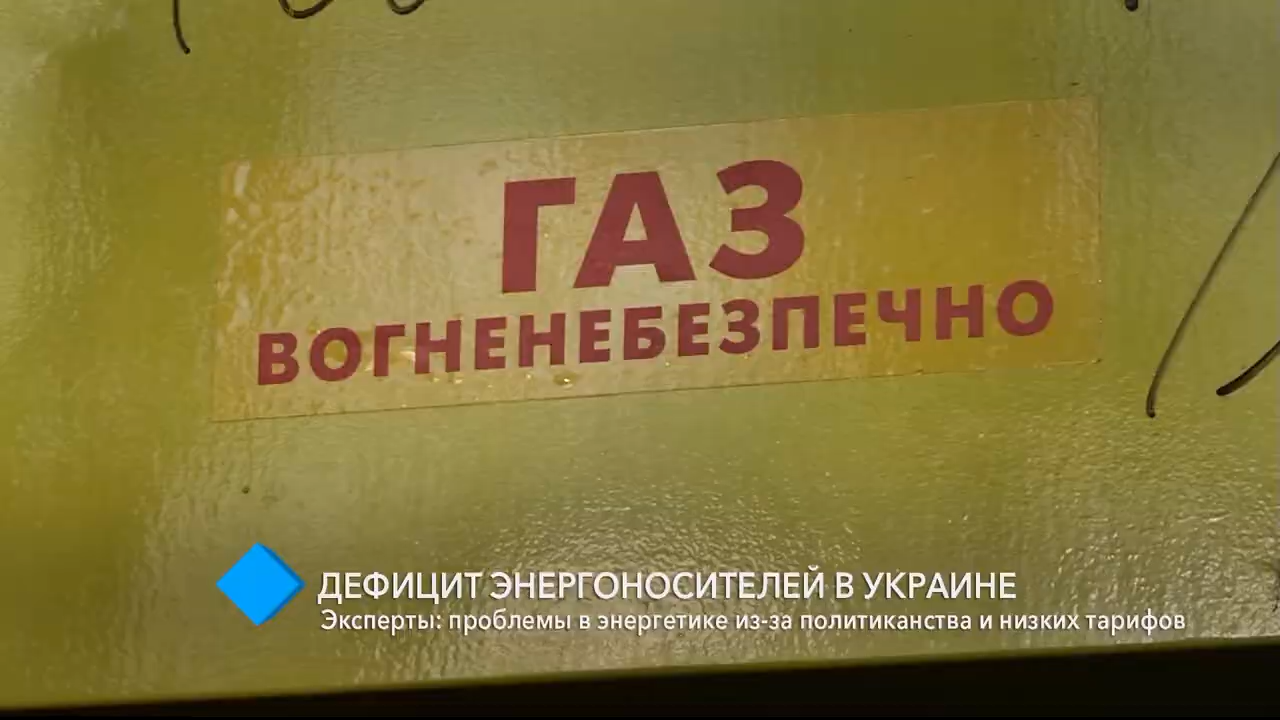 ГАЗ
ВОГНЕНЕБЕЗПЕЧНО
ДЕФИЦИТ ЭНЕРГОНОСИТЕЛЕЙ В УКРАИНЕ
Эксперты: проблемы в энергетике из-за политиканства и низких тарифов